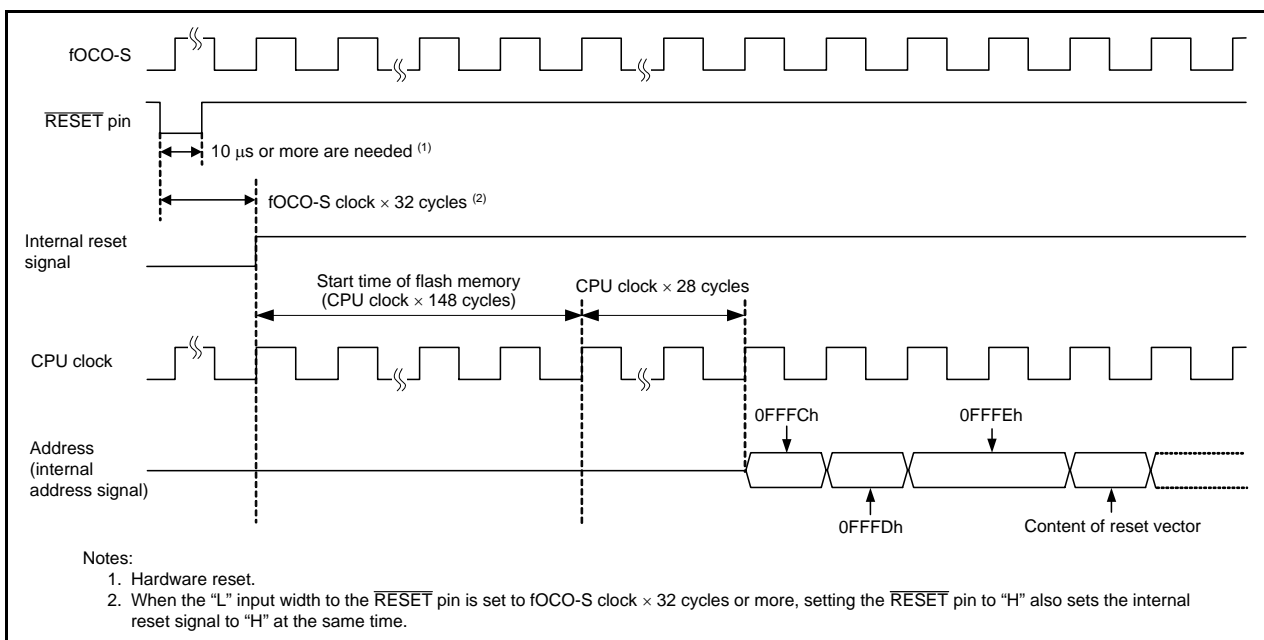 fOCO-S
RESET pin
10 μs or more are needed (1)
fOCO-S clock × 32 cycles (2)
Internal reset
signal
Start time of flash memory
(CPU clock × 148 cycles)
CPU clock × 28 cycles
CPU clock
0FFFCh
0FFFEh
Address
(internal
address signal)
0FFFDh
Content of reset vector
Notes:
1. Hardware reset.
2. When the “L” input width to the RESET pin is set to fOCO-S clock × 32 cycles or more, setting the RESET pin to “H” also sets the internal
reset signal to “H” at the same time.